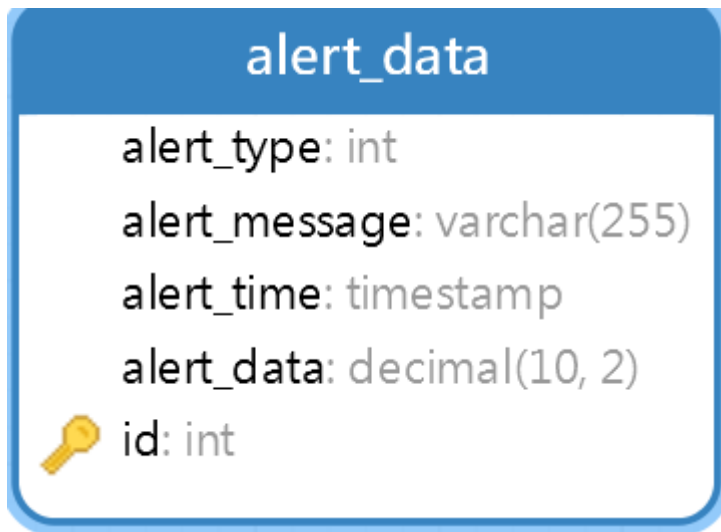 alert_data
alert_type: int
alert_message: varchar(255)
alert_time: timestamp
alert_data: decimal(10, 2)
id: int